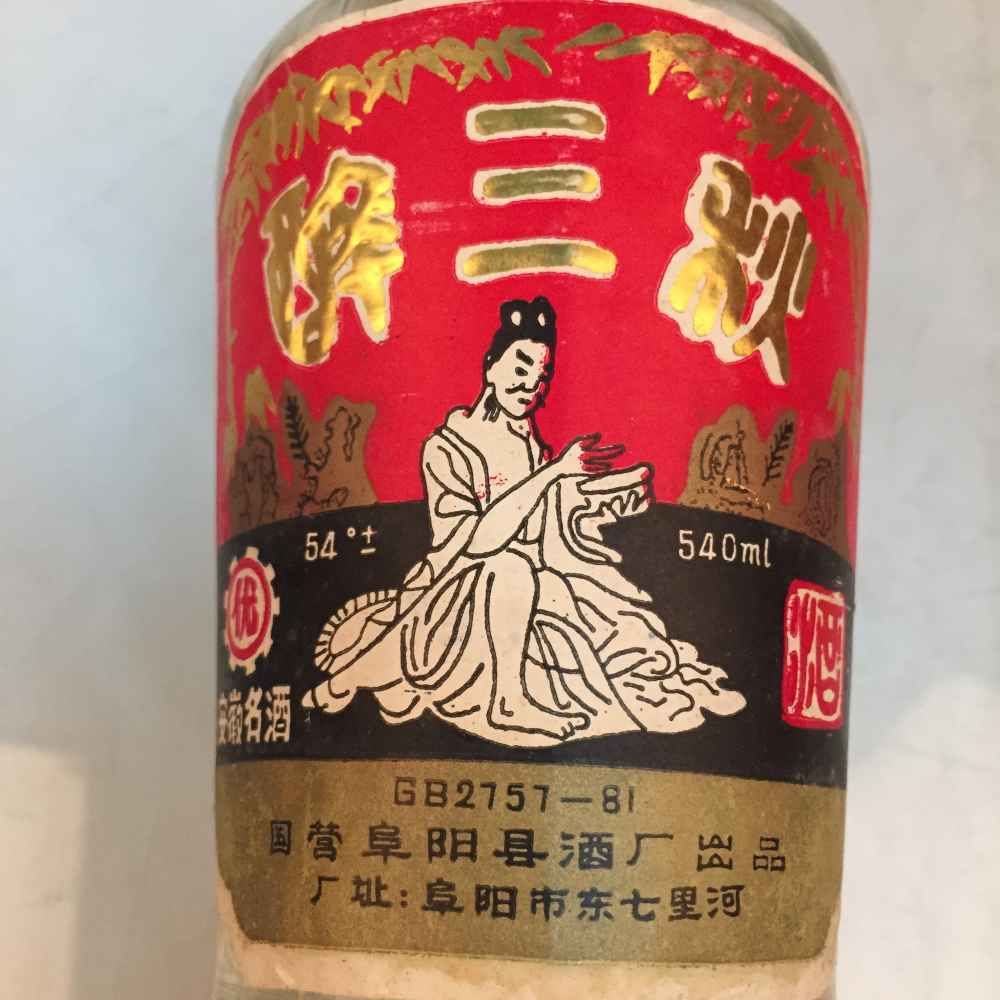 醉三秋
54°±
540ml
优
酒
安徽名酒
GB2757-81
国营阜阳县酒厂出品
厂址:阜阳市东七里河